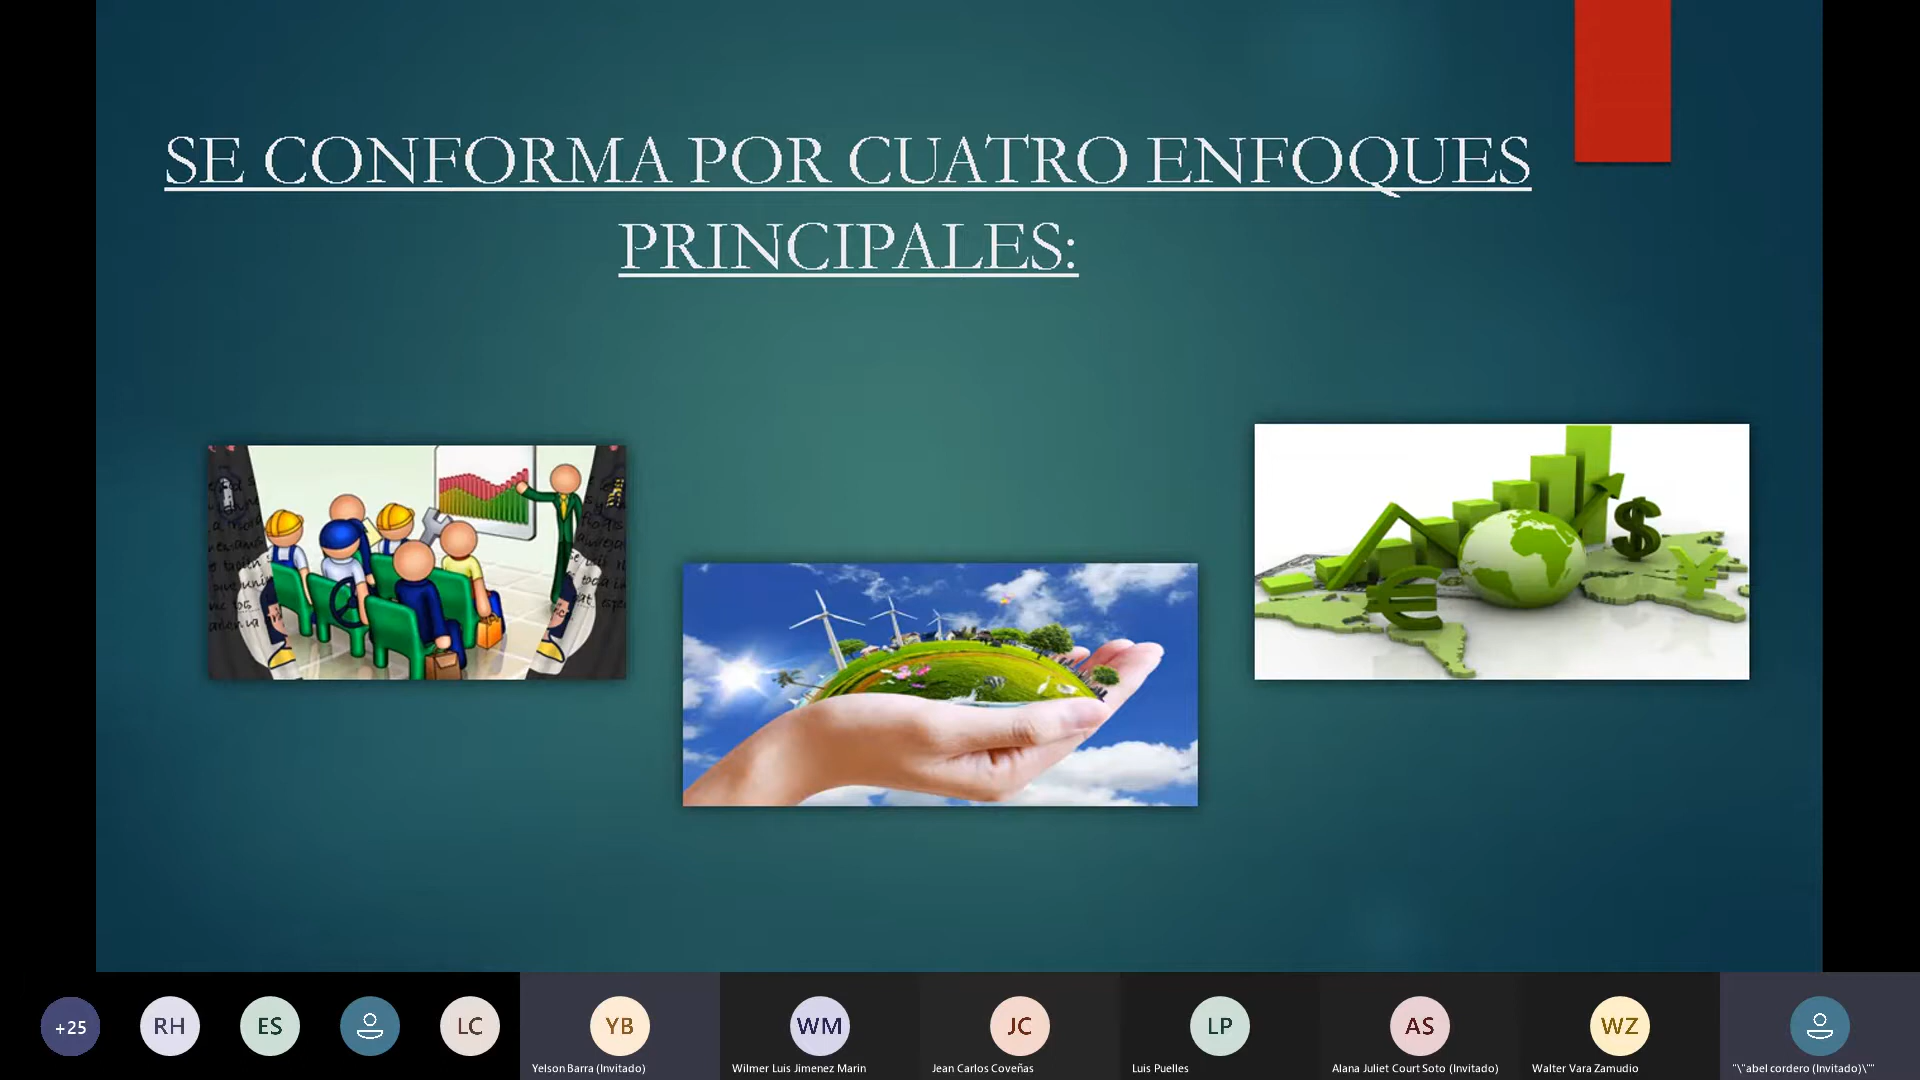 SE CONFORMA POR CUATRO ENFOQUES
PRINCIPALES:
$
€
¥
+25
RH
ES
LC
YB
WM
JC
LP
AS
WZ
Yelson Barra (Invitado)
Wilmer Luis Jimenez Marin
Jean Carlos Coveñas
Luis Puelles
Alana Juliet Court Soto (Invitado)
Walter Vara Zamudio
"\"abel cordero (Invitado)\""